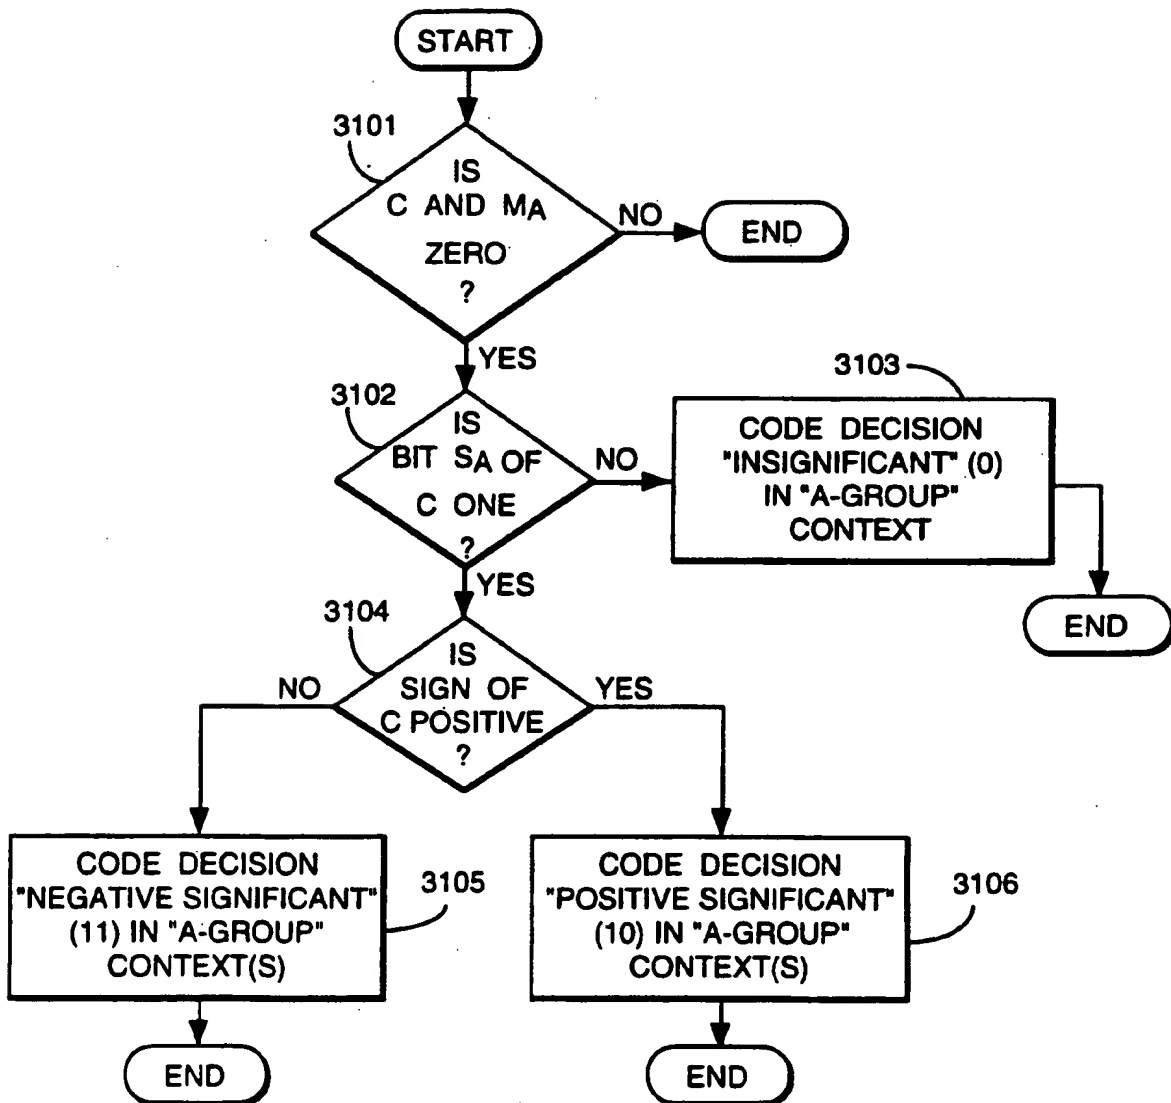 START
3101
IS
C AND MA
ZERO
?
NO
END
YES
3102
IS
BIT SA OF
C ONE
?
NO
3103
CODE DECISION
"INSIGNIFICANT" (0)
IN "A-GROUP"
CONTEXT
END
YES
3104
IS
SIGN OF
C POSITIVE
?
NO
YES
CODE DECISION
"NEGATIVE SIGNIFICANT"
(11) IN "A-GROUP"
CONTEXT(S)
3105
END
CODE DECISION
"POSITIVE SIGNIFICANT"
(10) IN "A-GROUP"
CONTEXT(S)
3106
END